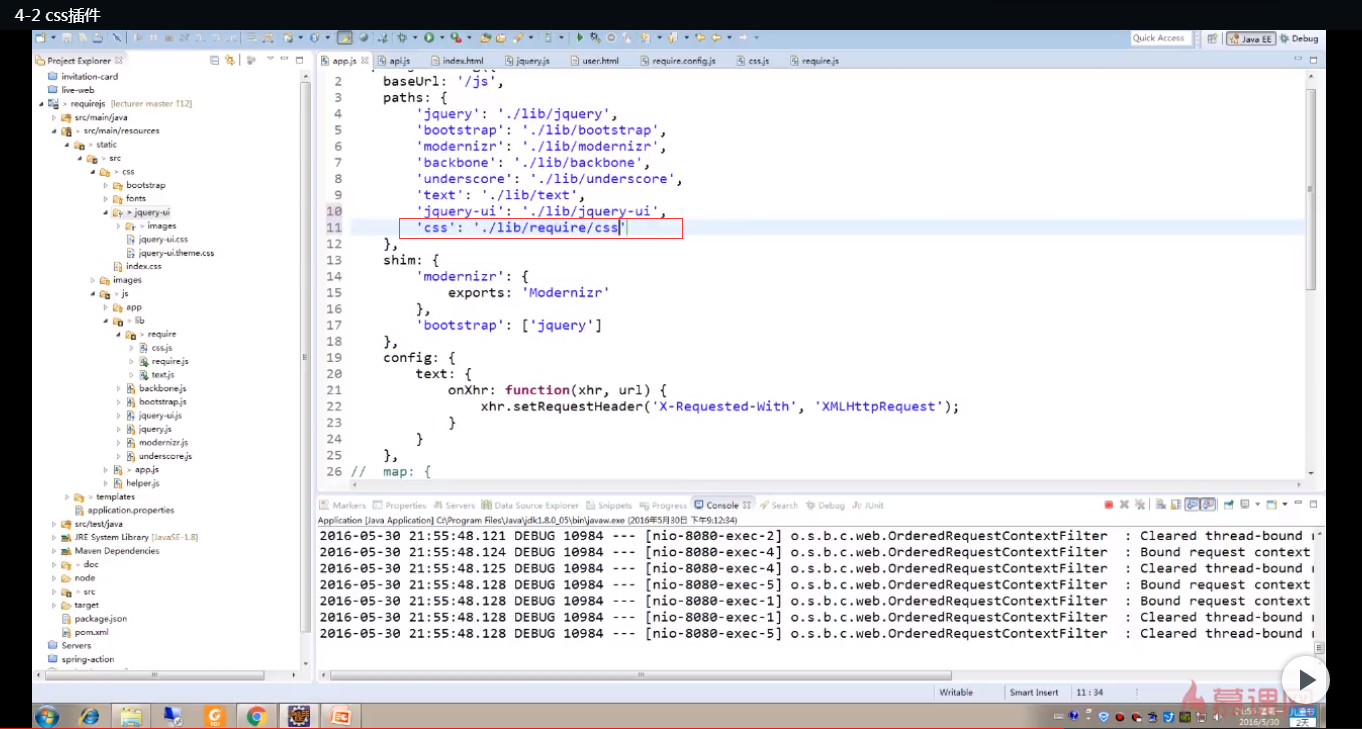 4-2 css插件
Quick Access
Java EE
Debug
Project Explorer
app.js
api.js
index.html
jquery.js
user.html
require.config.js
css.js
require.js
invitation-card
live-web
> requirejs [lecturer master ↑12]
src/main/java
> src/main/resources
> static
> src
> css
bootstrap
fonts
> jquery-ui
> images
jquery-ui.css
jquery-ui.theme.css
index.css
images
> js
app
> lib
> require
css.js
require.js
text.js
backbone.js
bootstrap.js
jquery-ui.js
jquery.js
modernizr.js
underscore.js
> app.js
helper.js
> templates
application.properties
src/test/java
JRE System Library [JavaSE-1.8]
Maven Dependencies
> doc
node
> src
target
package.json
pom.xml
Servers
spring-action
2 baseUrl: '/js',
3 paths: {
4 'jquery': './lib/jquery',
5 'bootstrap': './lib/bootstrap',
6 'modernizr': './lib/modernizr',
7 'backbone': './lib/backbone',
8 'underscore': './lib/underscore',
9 'text': './lib/text',
10 'jquery-ui': './lib/jquery-ui',
11 'css': './lib/require/css'
12 },
13 shim: {
14 'modernizr': {
15 exports: 'Modernizr'
16 },
17 'bootstrap': ['jquery']
18 },
19 config: {
20 text: {
21 onXhr: function(xhr, url) {
22 xhr.setRequestHeader('X-Requested-With', 'XMLHttpRequest');
23 }
24 }
25 },
26 // map: {
Markers
Properties
Servers
Data Source Explorer
Snippets
Progress
Console
Search
Debug
JUnit
Application [Java Application] C:\Program Files\Java\jdk1.8.0_05\bin\javaw.exe (2016年5月30日 下午9:12:34)
2016-05-30 21:55:48.121 DEBUG 10984 --- [nio-8080-exec-2] o.s.b.c.web.OrderedRequestContextFilter : Cleared thread-bound
2016-05-30 21:55:48.124 DEBUG 10984 --- [nio-8080-exec-4] o.s.b.c.web.OrderedRequestContextFilter : Bound request context
2016-05-30 21:55:48.125 DEBUG 10984 --- [nio-8080-exec-4] o.s.b.c.web.OrderedRequestContextFilter : Cleared thread-bound
2016-05-30 21:55:48.128 DEBUG 10984 --- [nio-8080-exec-5] o.s.b.c.web.OrderedRequestContextFilter : Bound request context
2016-05-30 21:55:48.128 DEBUG 10984 --- [nio-8080-exec-1] o.s.b.c.web.OrderedRequestContextFilter : Bound request context
2016-05-30 21:55:48.128 DEBUG 10984 --- [nio-8080-exec-1] o.s.b.c.web.OrderedRequestContextFilter : Cleared thread-bound
2016-05-30 21:55:48.128 DEBUG 10984 --- [nio-8080-exec-5] o.s.b.c.web.OrderedRequestContextFilter : Cleared thread-bound
Writable
Smart Insert
11 : 34
慕课网
2016/5/30
儿童节
2天